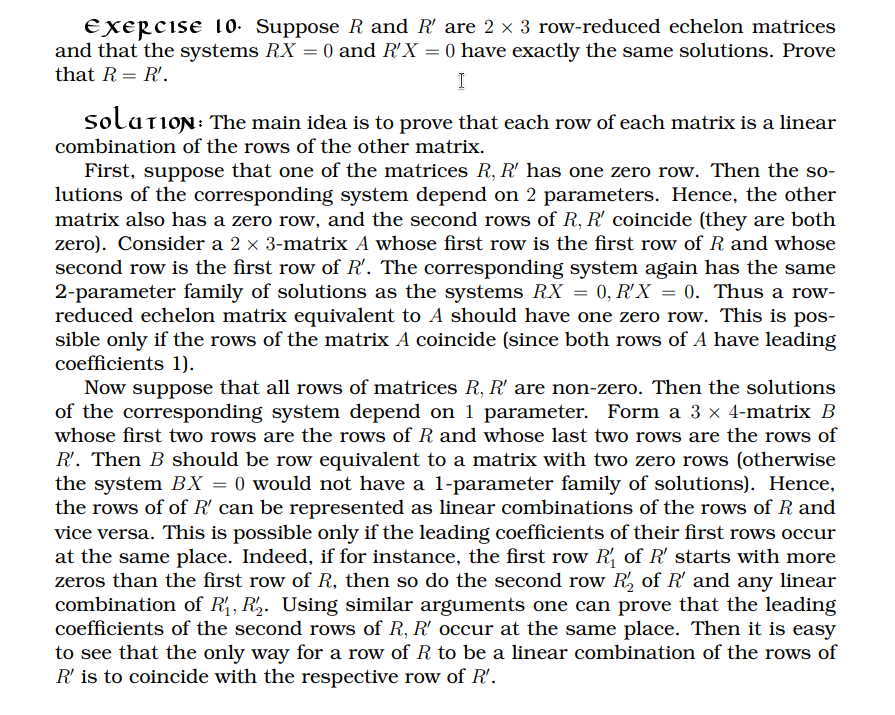 Exercise 10. Suppose R and R′ are 2 × 3 row-reduced echelon matrices
and that the systems RX = 0 and R′X = 0 have exactly the same solutions. Prove
that R = R′.
Solution: The main idea is to prove that each row of each matrix is a linear
combination of the rows of the other matrix.
First, suppose that one of the matrices R, R′ has one zero row. Then the so-
lutions of the corresponding system depend on 2 parameters. Hence, the other
matrix also has a zero row, and the second rows of R, R′ coincide (they are both
zero). Consider a 2 × 3-matrix A whose first row is the first row of R and whose
second row is the first row of R′. The corresponding system again has the same
2-parameter family of solutions as the systems RX = 0, R′X = 0. Thus a row-
reduced echelon matrix equivalent to A should have one zero row. This is pos-
sible only if the rows of the matrix A coincide (since both rows of A have leading
coefficients 1).
Now suppose that all rows of matrices R, R′ are non-zero. Then the solutions
of the corresponding system depend on 1 parameter. Form a 3 × 4-matrix B
whose first two rows are the rows of R and whose last two rows are the rows of
R′. Then B should be row equivalent to a matrix with two zero rows (otherwise
the system BX = 0 would not have a 1-parameter family of solutions). Hence,
the rows of of R′ can be represented as linear combinations of the rows of R and
vice versa. This is possible only if the leading coefficients of their first rows occur
at the same place. Indeed, if for instance, the first row R′₁ of R′ starts with more
zeros than the first row of R, then so do the second row R′₂ of R′ and any linear
combination of R′₁, R′₂. Using similar arguments one can prove that the leading
coefficients of the second rows of R, R′ occur at the same place. Then it is easy
to see that the only way for a row of R to be a linear combination of the rows of
R′ is to coincide with the respective row of R′.